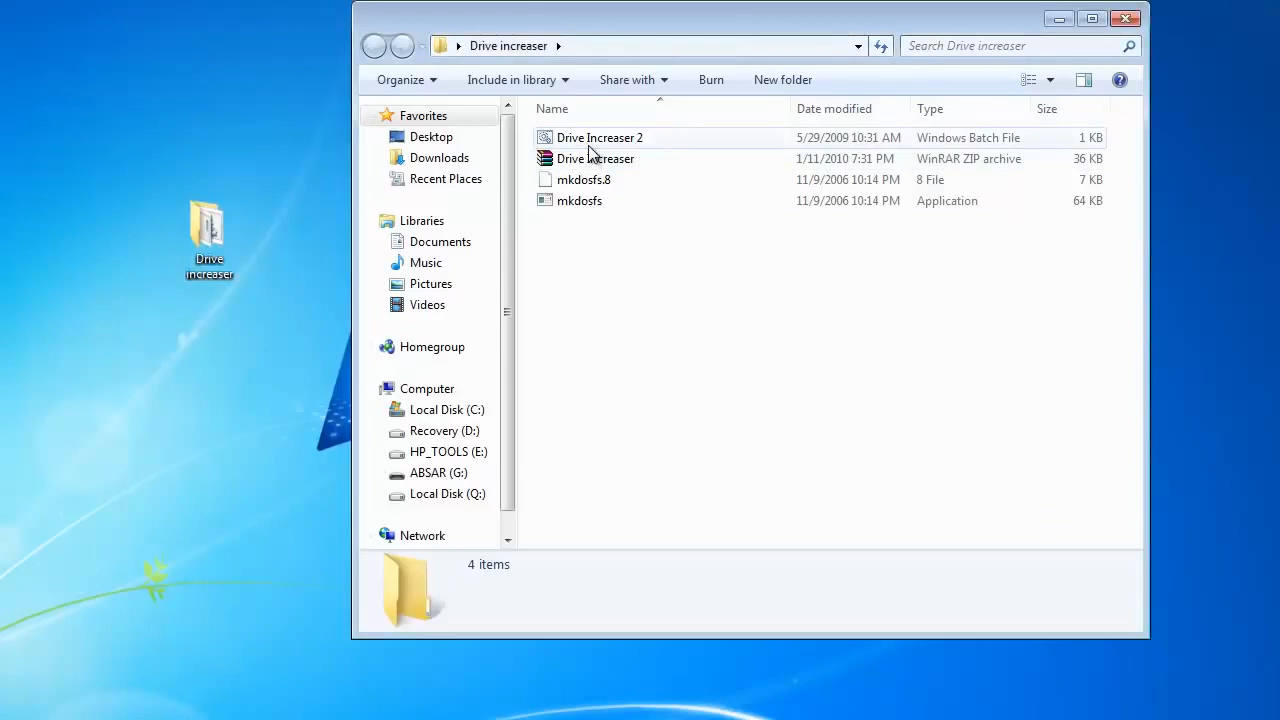 Drive increaser
Search Drive increaser
Organize
Include in library
Share with
Burn
New folder
Name
Date modified
Type
Size
Drive Increaser 2
5/29/2009 10:31 AM
Windows Batch File
1 KB
Drive Increaser
1/11/2010 7:31 PM
WinRAR ZIP archive
36 KB
mkdosfs.8
11/9/2006 10:14 PM
8 File
7 KB
mkdosfs
11/9/2006 10:14 PM
Application
64 KB
Favorites
Desktop
Downloads
Recent Places
Libraries
Documents
Music
Pictures
Videos
Homegroup
Computer
Local Disk (C:)
Recovery (D:)
HP_TOOLS (E:)
ABSAR (G:)
Local Disk (Q:)
Network
4 items
Drive
increaser